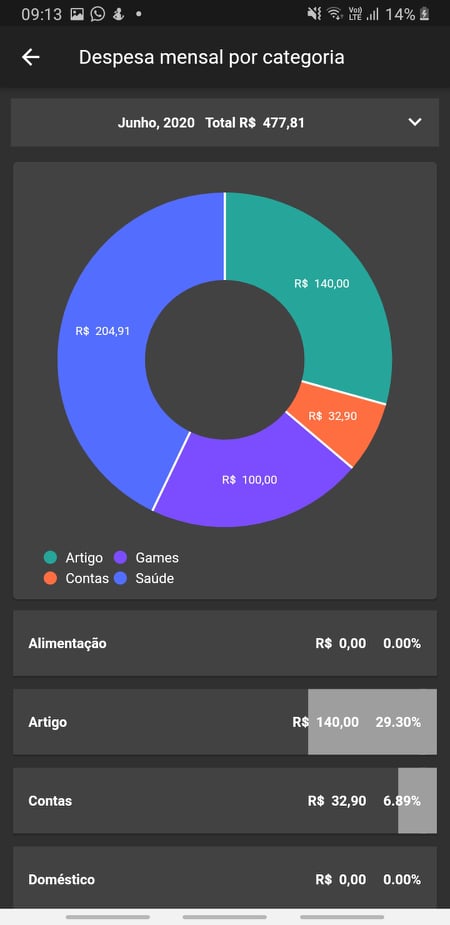 09:13 Vo)) LTE 14%
Despesa mensal por categoria
Junho, 2020 Total R$ 477,81
R$ 140,00
R$ 204,91
R$ 32,90
R$ 100,00
Artigo Games
Contas Saúde
Alimentação R$ 0,00 0.00%
Artigo R$ 140,00 29.30%
Contas R$ 32,90 6.89%
Doméstico R$ 0,00 0.00%